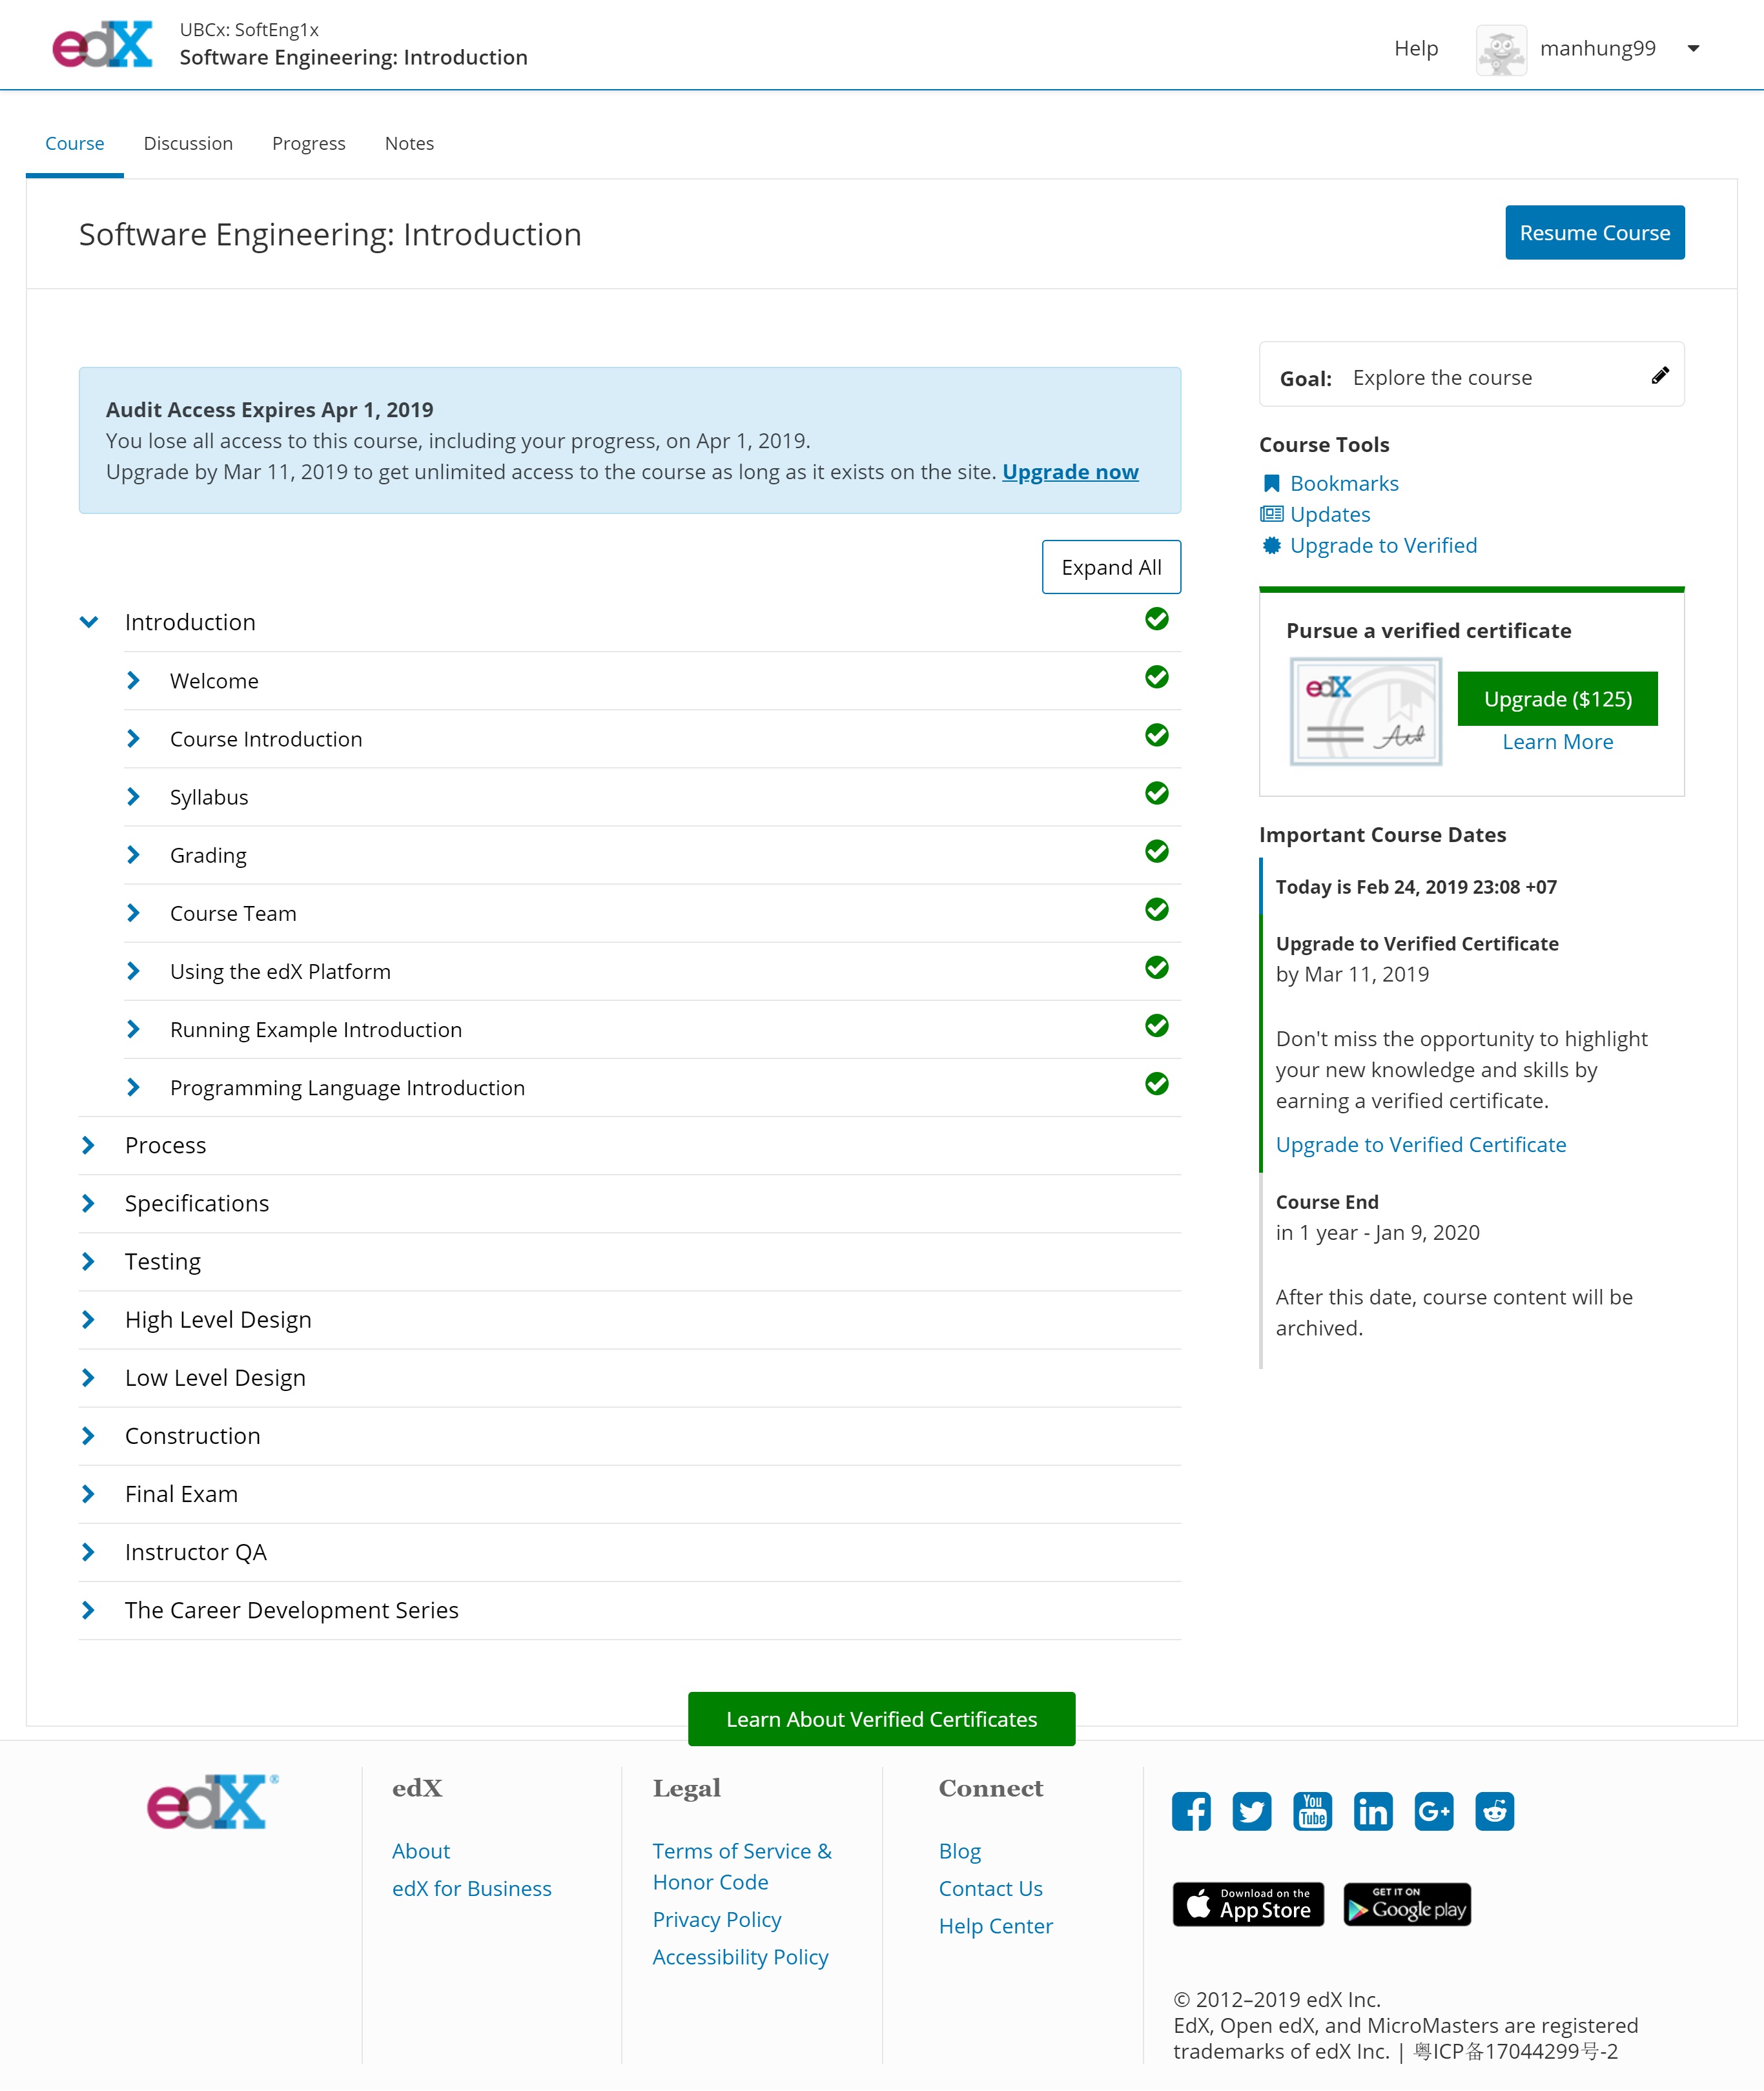 edX
UBCx: SoftEng1x
Software Engineering: Introduction
Help
manhung99
Course
Discussion
Progress
Notes
Software Engineering: Introduction
Resume Course
Audit Access Expires Apr 1, 2019
You lose all access to this course, including your progress, on Apr 1, 2019.
Upgrade by Mar 11, 2019 to get unlimited access to the course as long as it exists on the site. Upgrade now
Expand All
Introduction
Welcome
Course Introduction
Syllabus
Grading
Course Team
Using the edX Platform
Running Example Introduction
Programming Language Introduction
Process
Specifications
Testing
High Level Design
Low Level Design
Construction
Final Exam
Instructor QA
The Career Development Series
Goal: Explore the course
Course Tools
Bookmarks
Updates
Upgrade to Verified
Pursue a verified certificate
edX
Upgrade ($125)
Learn More
Important Course Dates
Today is Feb 24, 2019 23:08 +07
Upgrade to Verified Certificate
by Mar 11, 2019
Don't miss the opportunity to highlight
your new knowledge and skills by
earning a verified certificate.
Upgrade to Verified Certificate
Course End
in 1 year - Jan 9, 2020
After this date, course content will be
archived.
Learn About Verified Certificates
edX®
edX
About
edX for Business
Legal
Terms of Service &
Honor Code
Privacy Policy
Accessibility Policy
Connect
Blog
Contact Us
Help Center
You
Tube
in
G+
Download on the
App Store
GET IT ON
Google play
© 2012–2019 edX Inc.
EdX, Open edX, and MicroMasters are registered
trademarks of edX Inc. | 粤ICP备17044299号-2